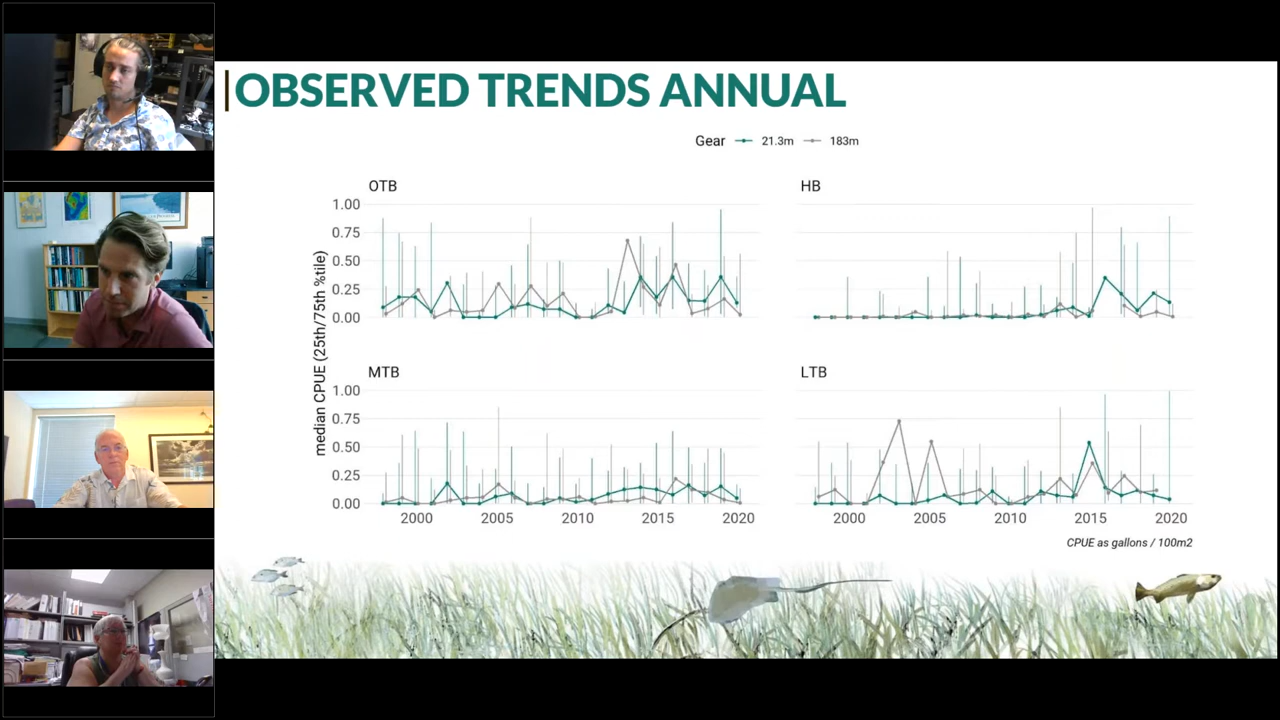 OBSERVED TRENDS ANNUAL
Gear 21.3m 183m
OTB
HB
1.00
0.75
0.50
0.25
0.00
median CPUE (25th/75th %tile)
MTB
LTB
1.00
0.75
0.50
0.25
0.00
2000 2005 2010 2015 2020
2000 2005 2010 2015 2020
CPUE as gallons / 100m2